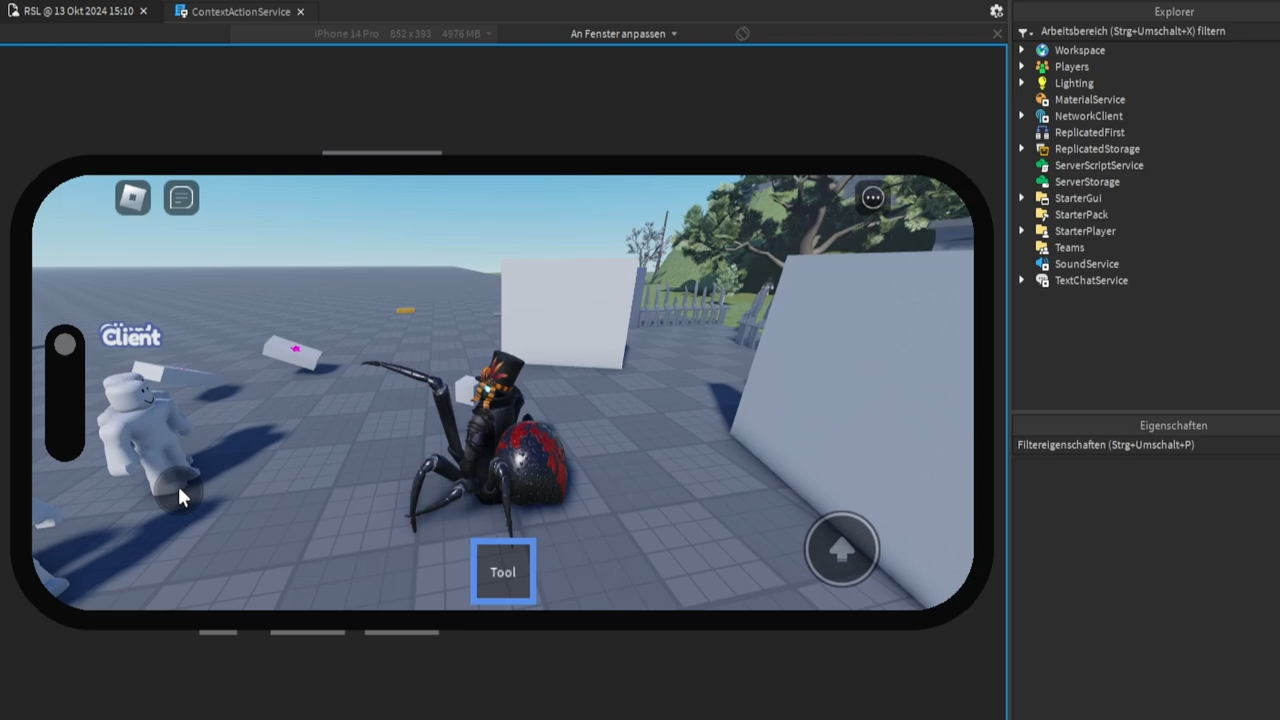 RSL @ 13 Okt 2024 15:10
ContextActionService
iPhone 14 Pro 852 x 393 4976 MB
An Fenster anpassen
Client
Tool
Explorer
Arbeitsbereich (Strg+Umschalt+X) filtern
Workspace
Players
Lighting
MaterialService
NetworkClient
ReplicatedFirst
ReplicatedStorage
ServerScriptService
ServerStorage
StarterGui
StarterPack
StarterPlayer
Teams
SoundService
TextChatService
Eigenschaften
Filtereigenschaften (Strg+Umschalt+P)